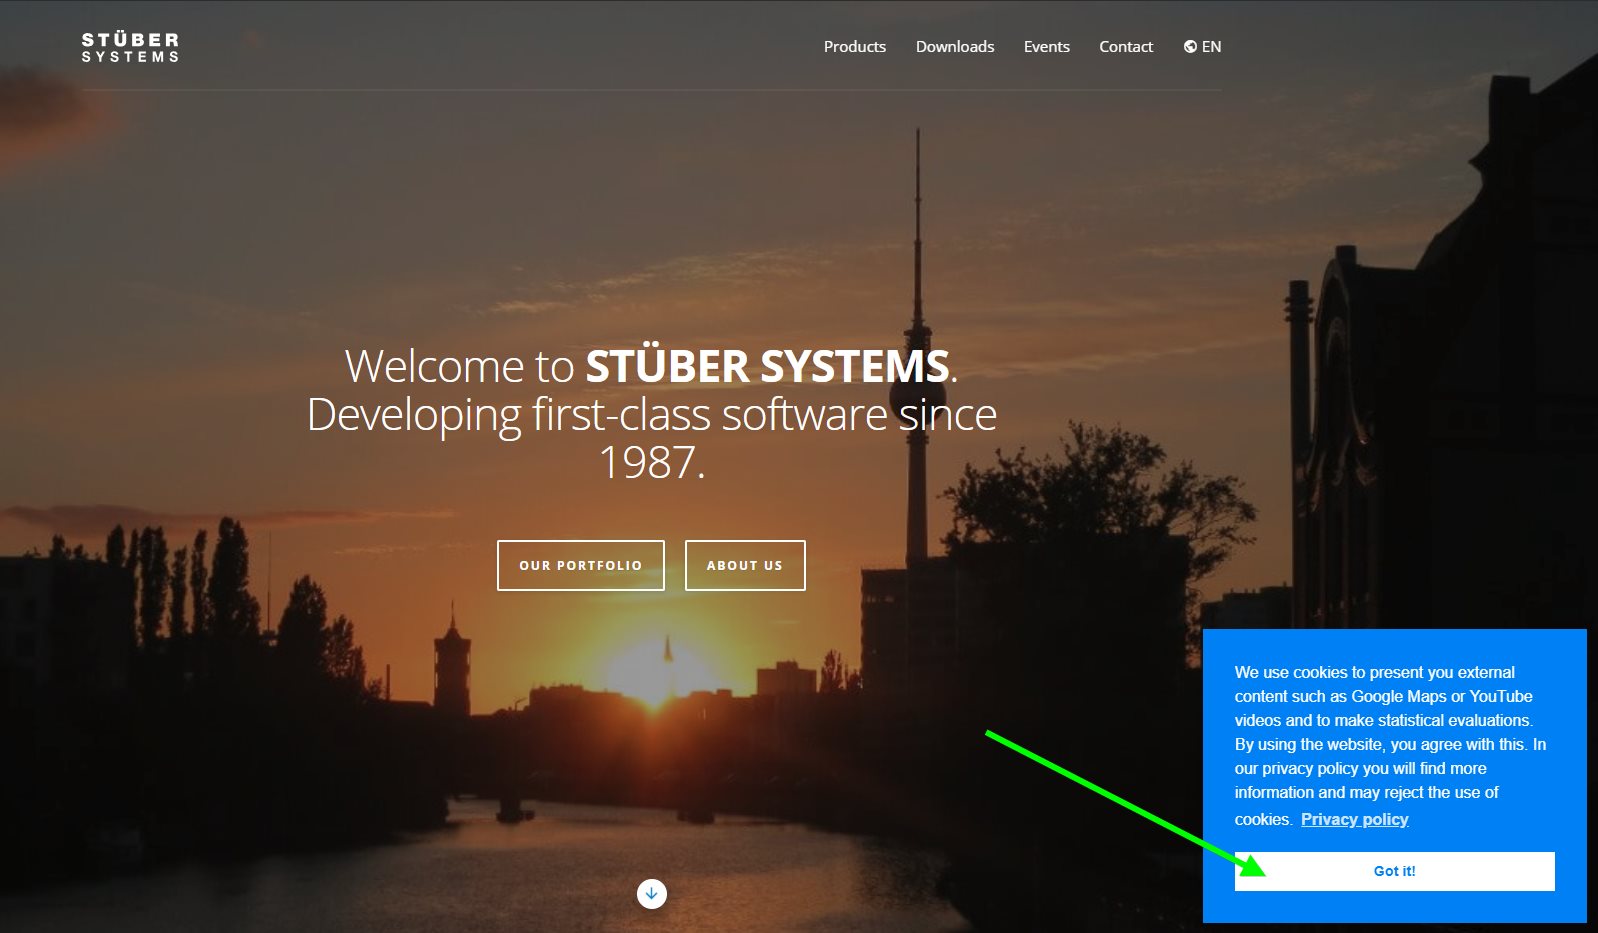 STÜBER
SYSTEMS
Products Downloads Events Contact EN
Welcome to STÜBER SYSTEMS.
Developing first-class software since
1987.
OUR PORTFOLIO ABOUT US
We use cookies to present you external
content such as Google Maps or YouTube
videos and to make statistical evaluations.
By using the website, you agree with this. In
our privacy policy you will find more
information and may reject the use of
cookies. Privacy policy
Got it!